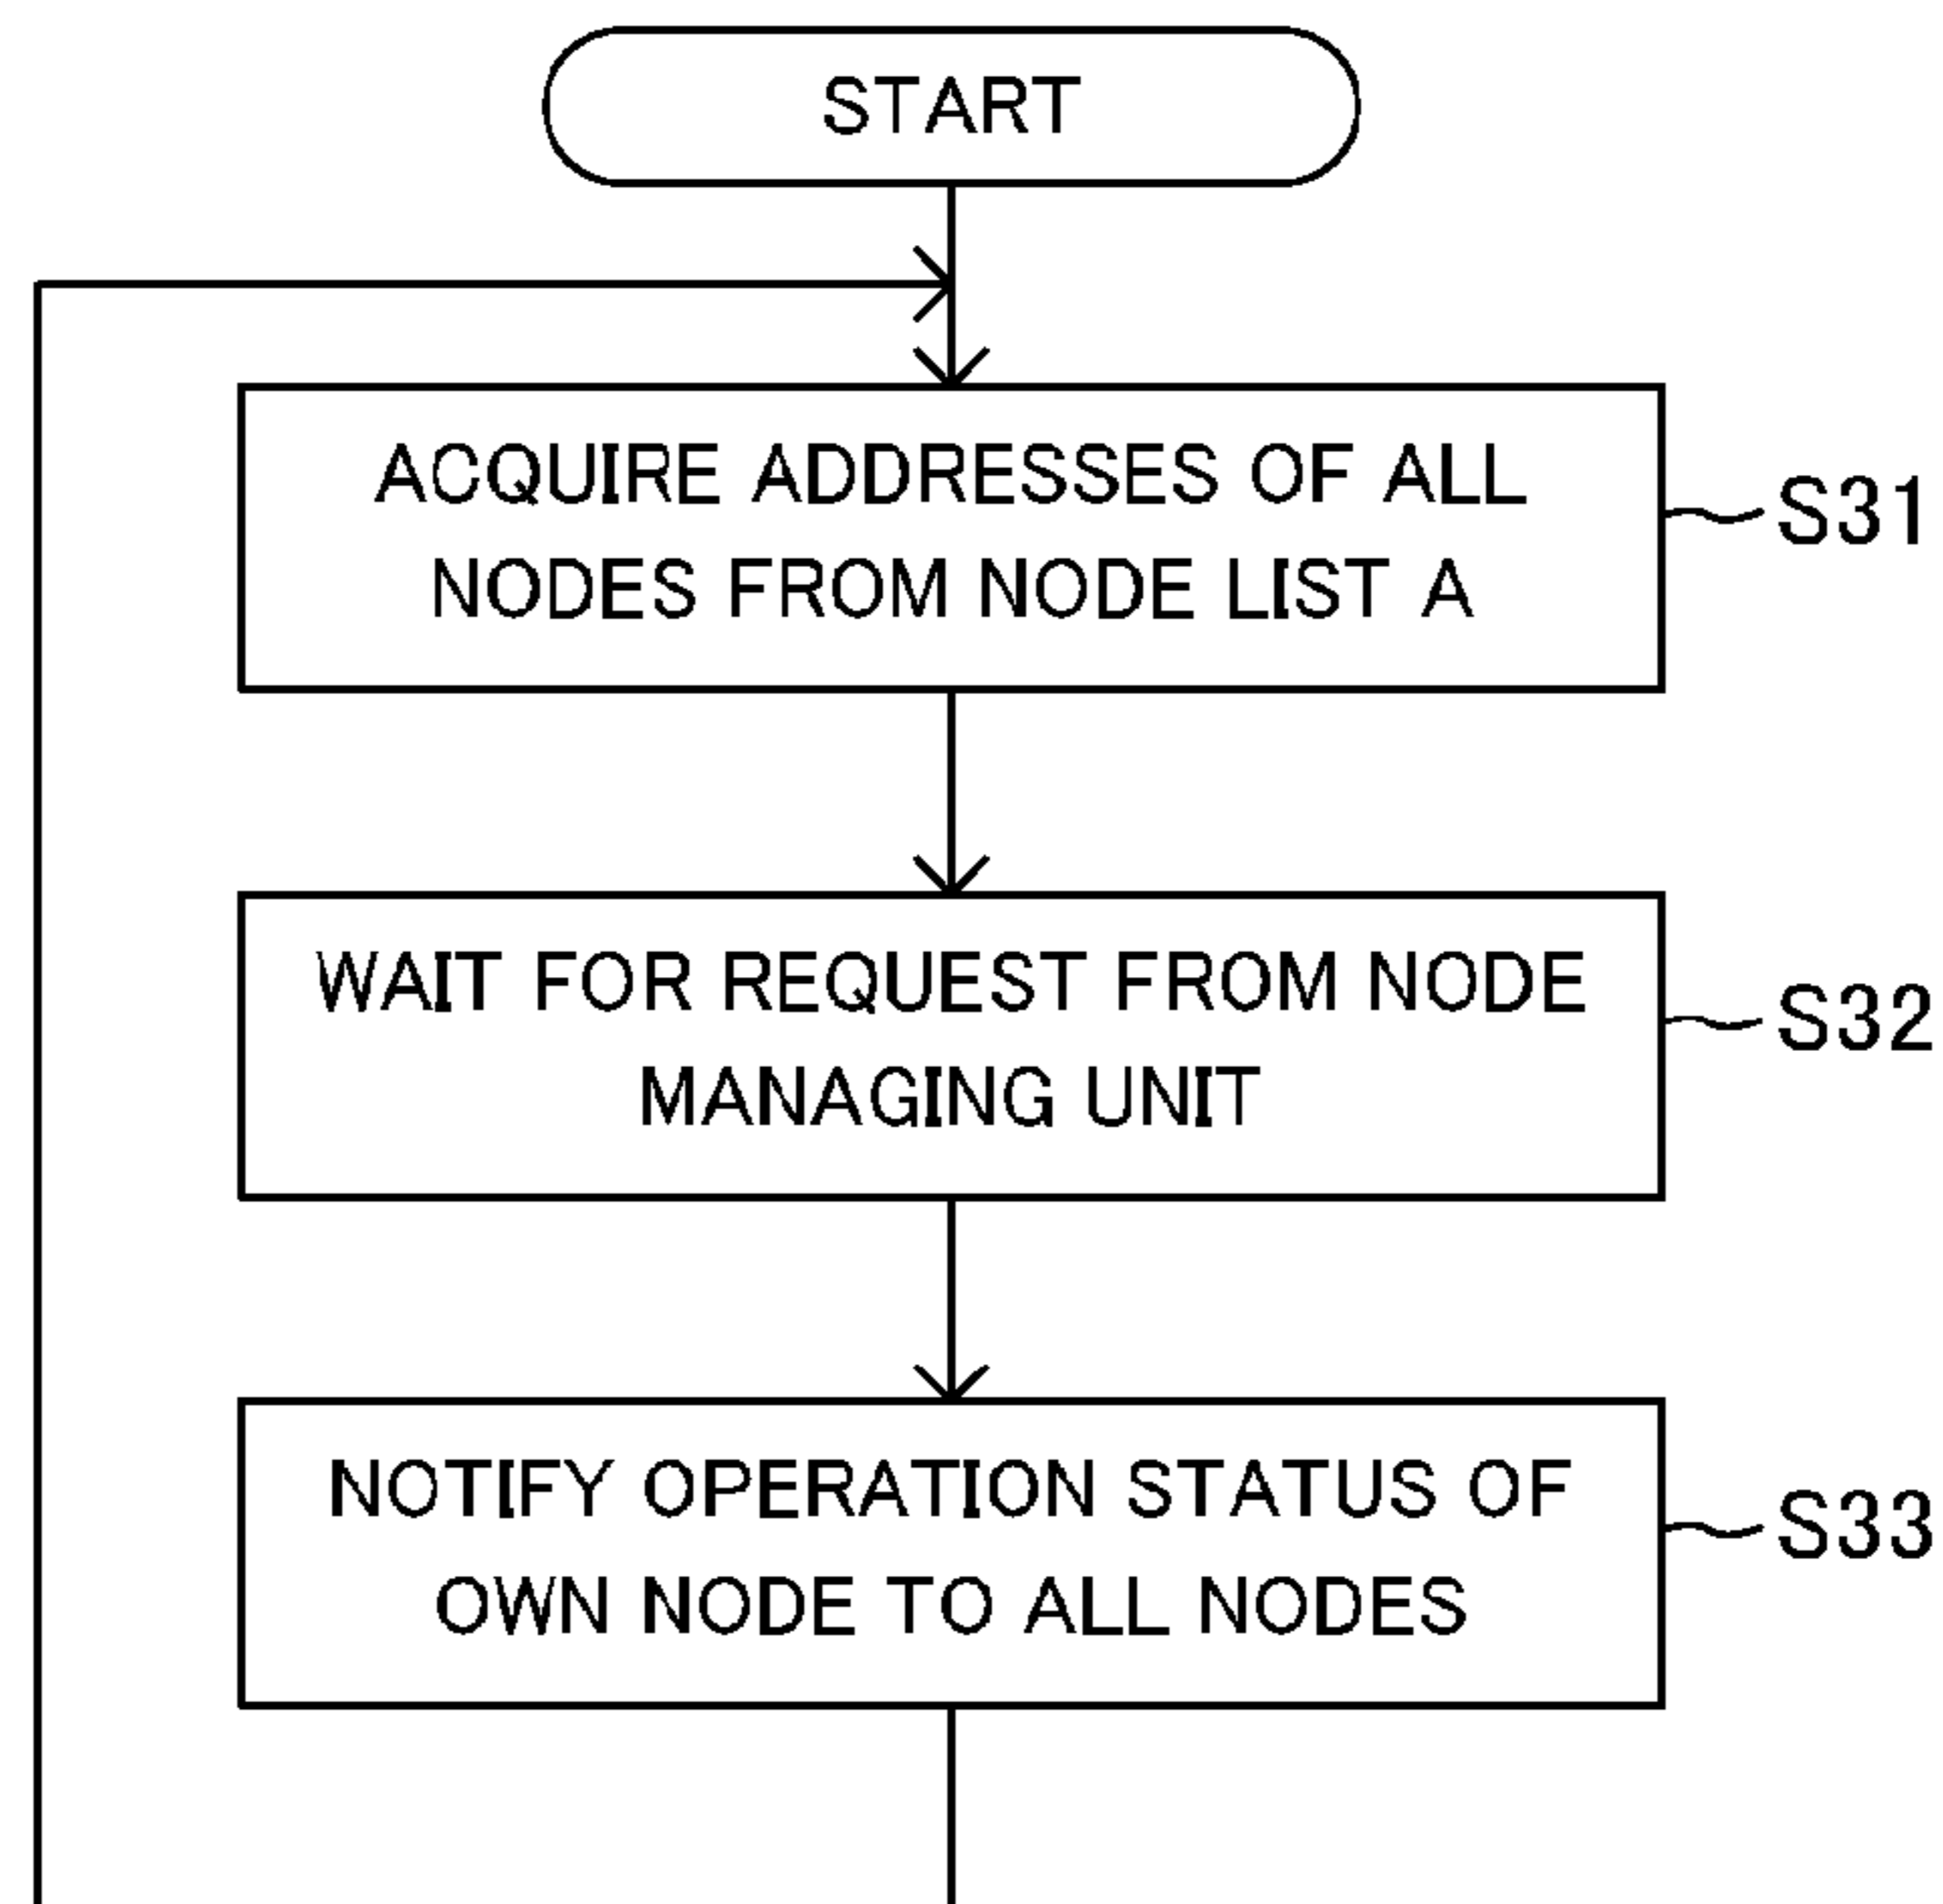 START
ACQUIRE ADDRESSES OF ALL
NODES FROM NODE LIST A
S31
WAIT FOR REQUEST FROM NODE
MANAGING UNIT
S32
NOTIFY OPERATION STATUS OF
OWN NODE TO ALL NODES
S33